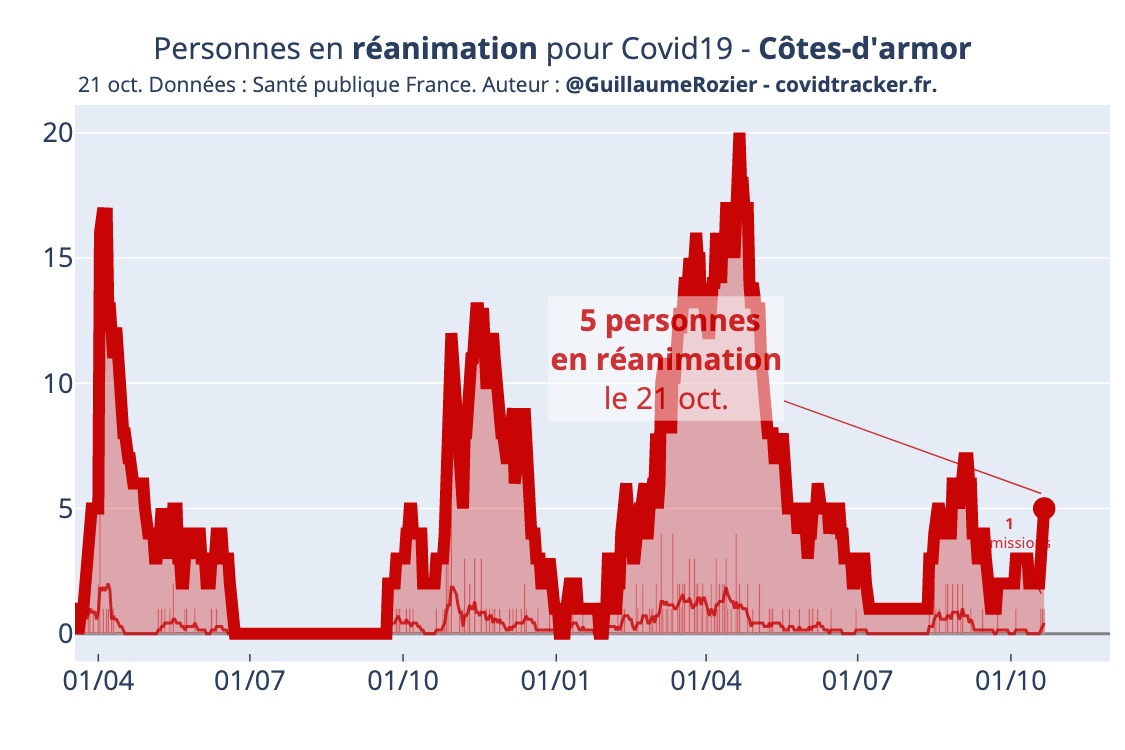 Personnes en réanimation pour Covid19 - Côtes-d'armor
21 oct. Données : Santé publique France. Auteur : @GuillaumeRozier - covidtracker.fr.
20
15
10
5
0
5 personnes
en réanimation
le 21 oct.
1
01/04 01/07 01/10 01/01 01/04 01/07 01/10